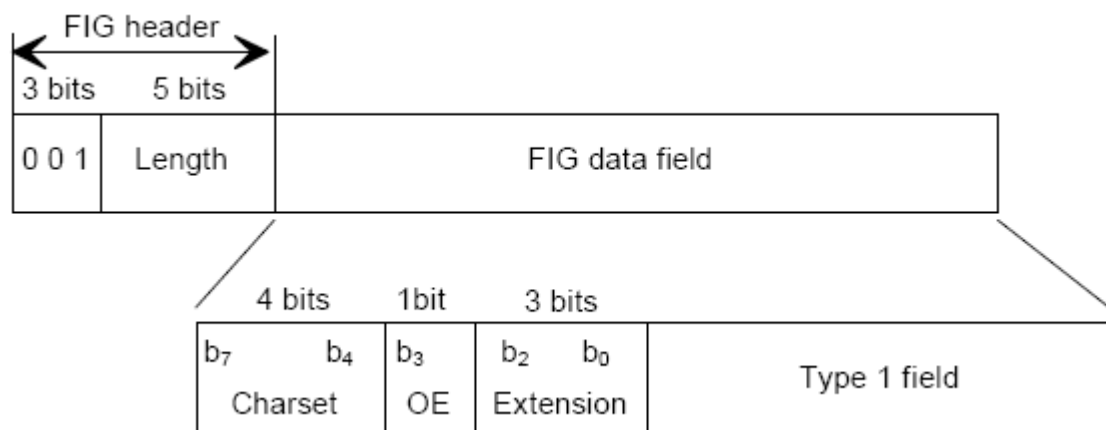 FIG header
3 bits 5 bits
0 0 1 Length FIG data field
4 bits 1bit 3 bits
b7 b4 b3 b2 b0
Charset OE Extension Type 1 field